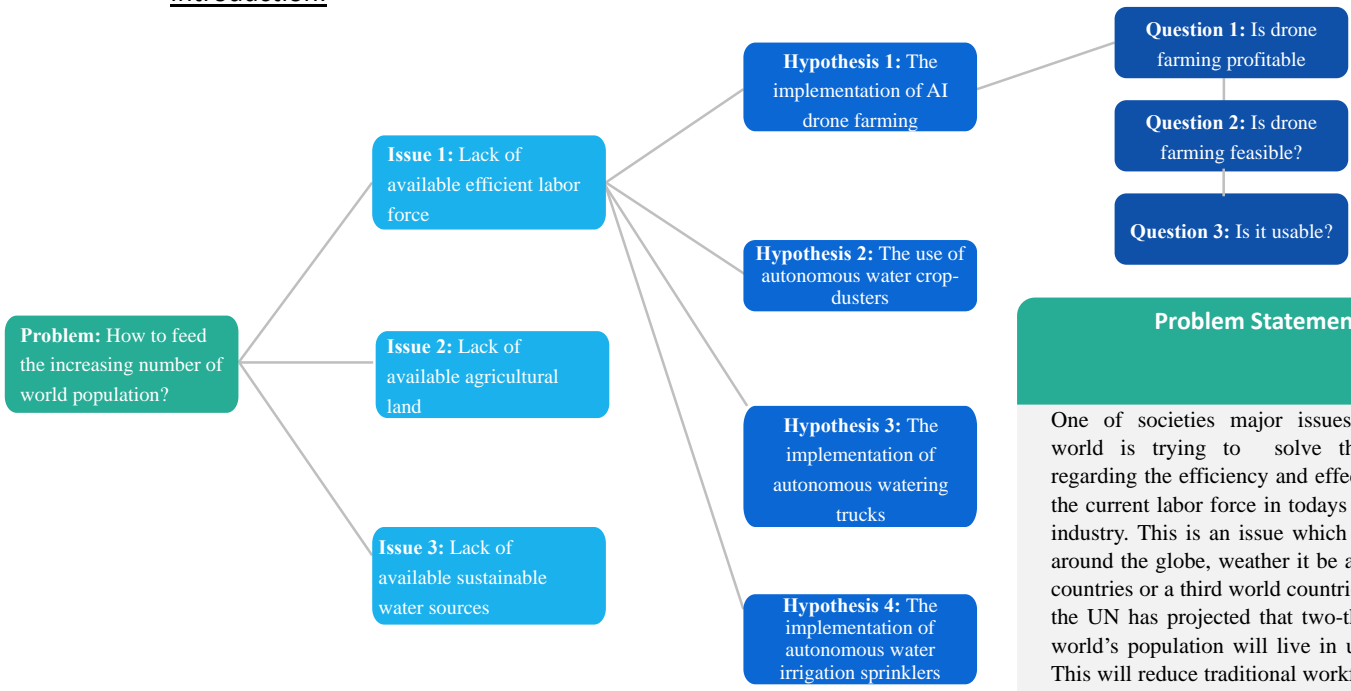 Introduction:
Problem: How to feed
the increasing number of
world population?
Issue 1: Lack of
available efficient labor
force
Issue 2: Lack of
available agricultural
land
Issue 3: Lack of
available sustainable
water sources
Hypothesis 1: The
implementation of AI
drone farming
Hypothesis 2: The use of
autonomous water crop-
dusters
Hypothesis 3: The
implementation of
autonomous watering
trucks
Hypothesis 4: The
implementation of
autonomous water
irrigation sprinklers
Question 1: Is drone
farming profitable
Question 2: Is drone
farming feasible?
Question 3: Is it usable?
Problem Statemen
One of societies major issues
world is trying to solve th
regarding the efficiency and effec
the current labor force in todays
industry. This is an issue which
around the globe, weather it be a
countries or a third world countri
the UN has projected that two-th
world's population will live in u
This will reduce traditional workf